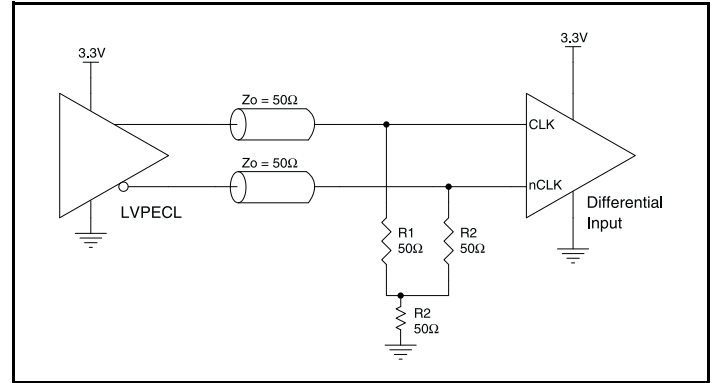 3.3V
3.3V
Zo = 50Ω
CLK
Zo = 50Ω
nCLK
LVPECL
Differential
Input
R1
50Ω
R2
50Ω
R2
50Ω